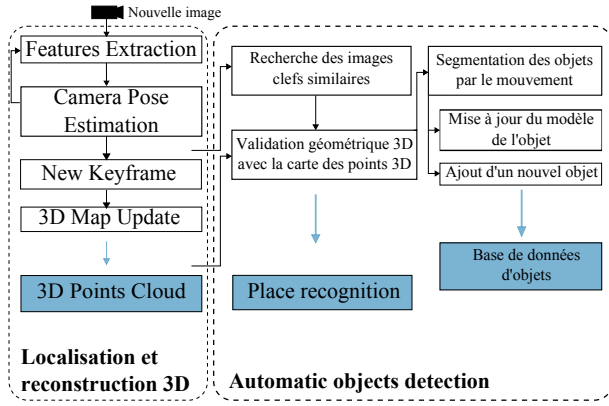 Nouvelle image
Features Extraction
Camera Pose
Estimation
New Keyframe
3D Map Update
3D Points Cloud
Localisation et
reconstruction 3D
Recherche des images
clefs similaires
Validation géométrique 3D
avec la carte des points 3D
Place recognition
Segmentation des objets
par le mouvement
Mise à jour du modèle
de l'objet
Ajout d'un nouvel objet
Base de données
d'objets
Automatic objects detection